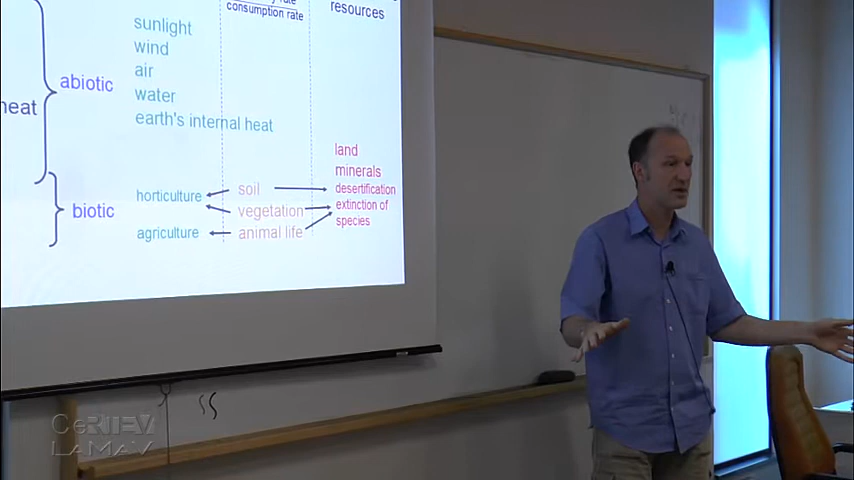 consumption rate
resources
sunlight
wind
air
water
earth's internal heat
abiotic
heat
land
minerals
desertification
extinction of
species
soil
vegetation
animal life
horticulture
agriculture
biotic
CeRIEV
LAMAV